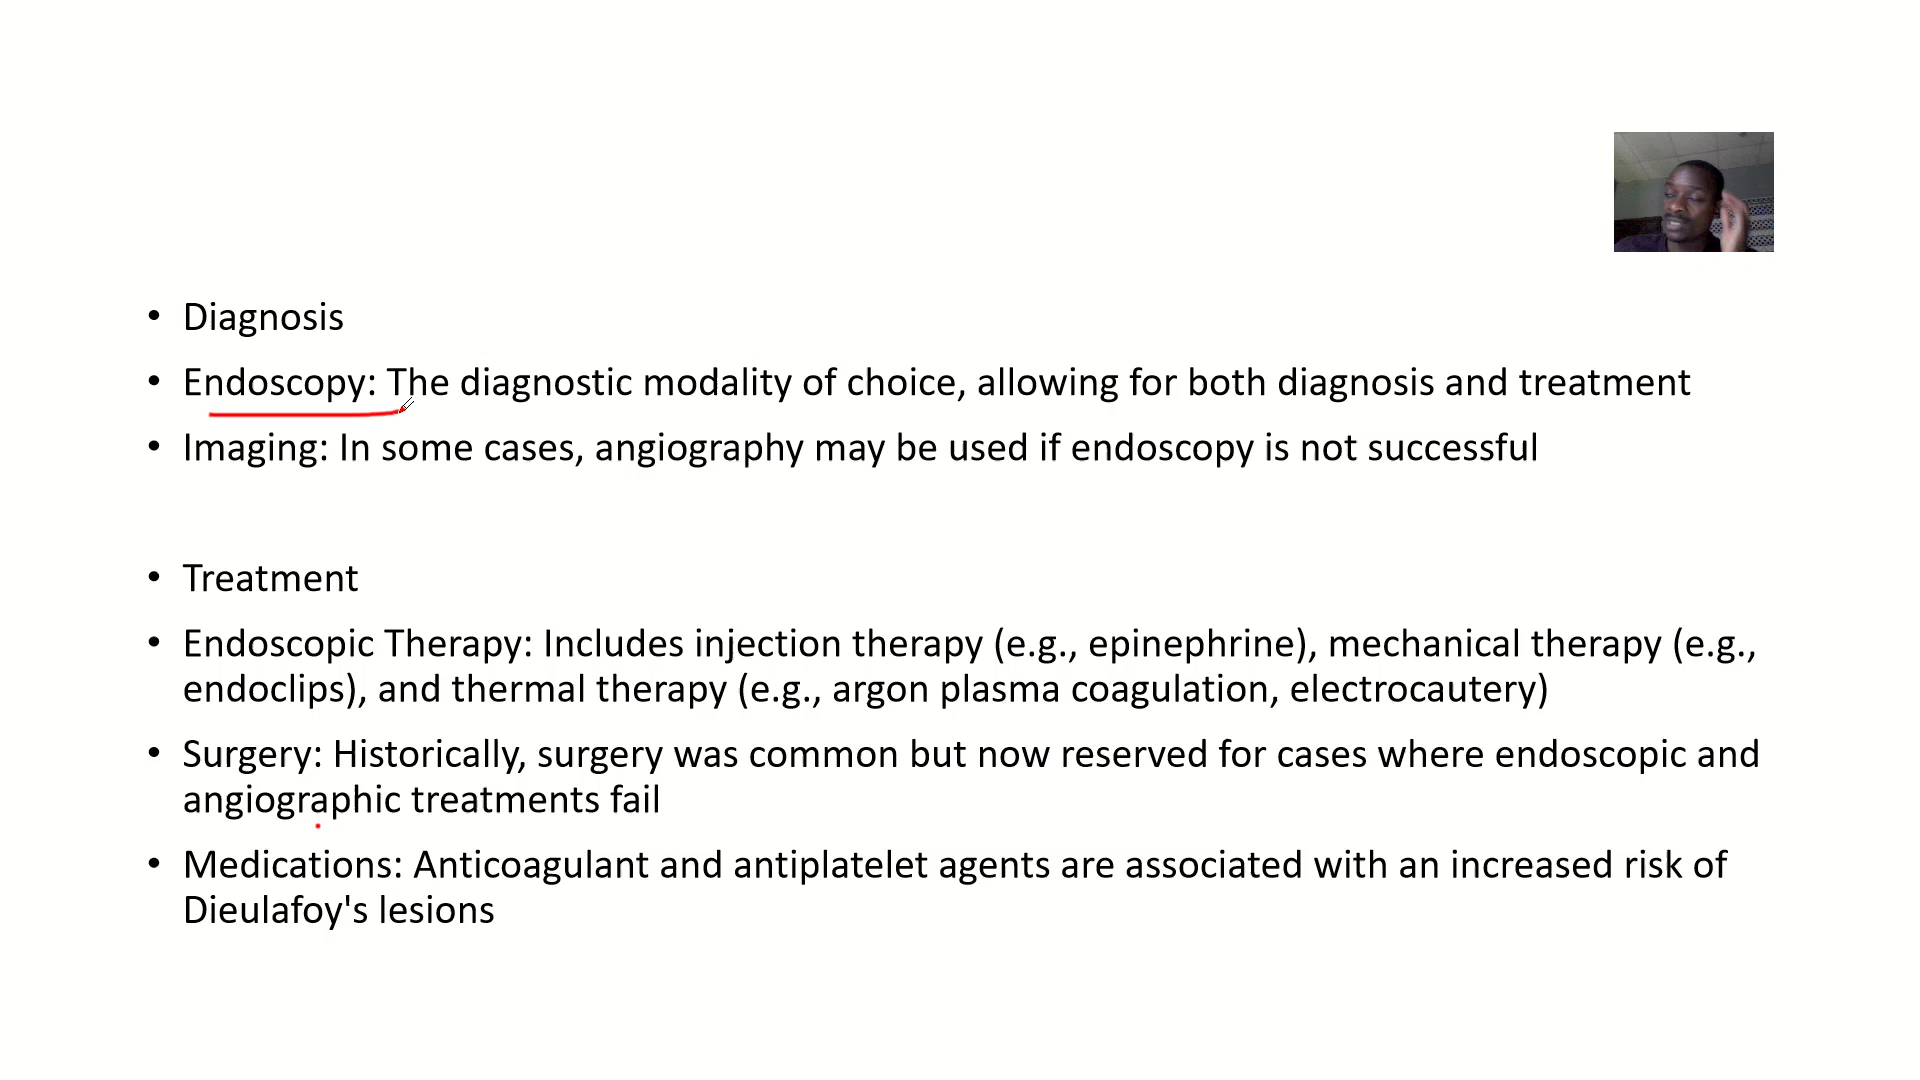 • Diagnosis
• Endoscopy: The diagnostic modality of choice, allowing for both diagnosis and treatment
• Imaging: In some cases, angiography may be used if endoscopy is not successful
• Treatment
• Endoscopic Therapy: Includes injection therapy (e.g., epinephrine), mechanical therapy (e.g.,
endoclips), and thermal therapy (e.g., argon plasma coagulation, electrocautery)
• Surgery: Historically, surgery was common but now reserved for cases where endoscopic and
angiographic treatments fail
• Medications: Anticoagulant and antiplatelet agents are associated with an increased risk of
Dieulafoy's lesions